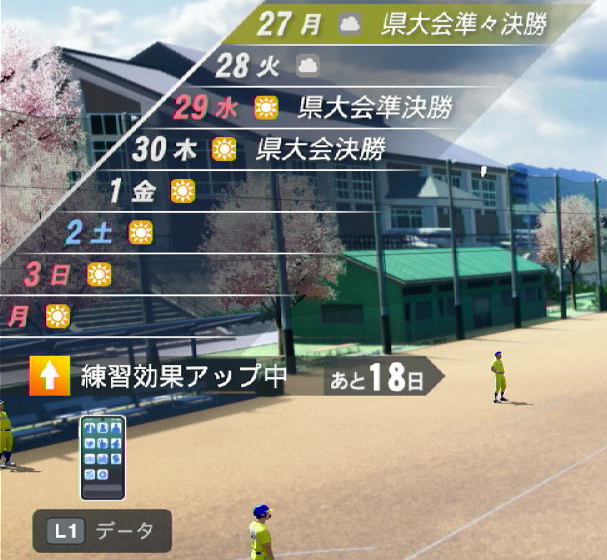 27 月 県大会準々決勝
28 火
29 水 県大会準決勝
30 木 県大会決勝
1 金
2 土
3 日
月
練習効果アップ中 あと18日
L1 データ